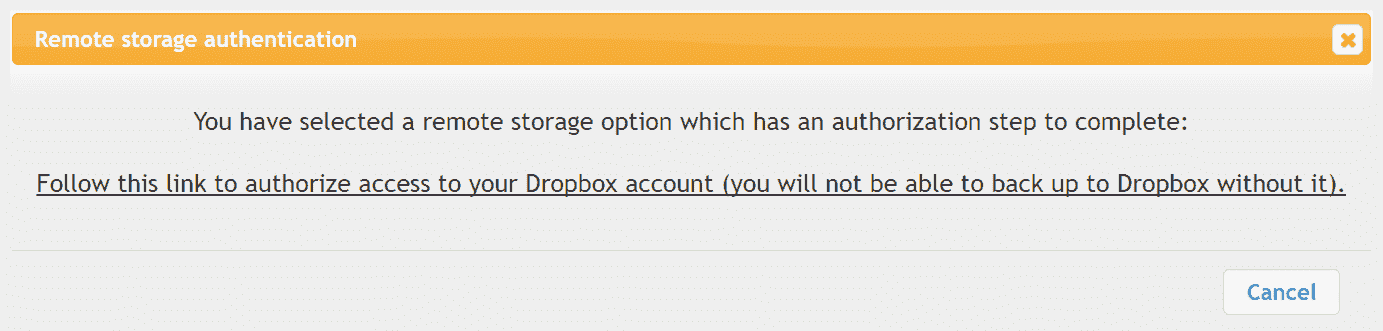 Remote storage authentication
You have selected a remote storage option which has an authorization step to complete:
Follow this link to authorize access to your Dropbox account (you will not be able to back up to Dropbox without it).
Cancel